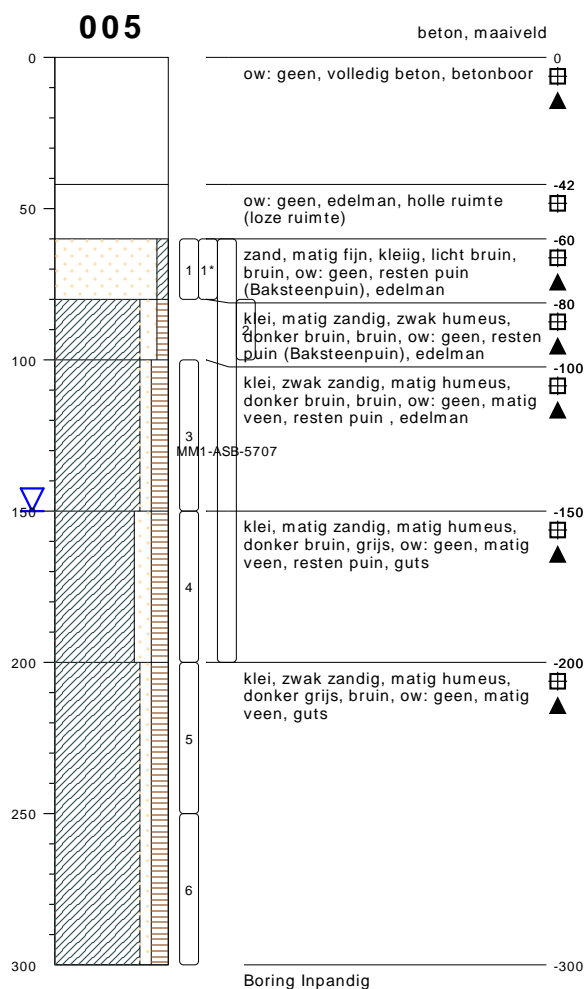 005
beton, maaiveld
0
0
ow: geen, volledig beton, betonboor
-42
50
ow: geen, edelman, holle ruimte
(loze ruimte)
-60
1
1*
zand, matig fijn, kleiig, licht bruin,
bruin, ow: geen, resten puin
(Baksteenpuin), edelman
-80
2
klei, matig zandig, zwak humeus,
donker bruin, bruin, ow: geen, resten
puin (Baksteenpuin), edelman
100
-100
klei, zwak zandig, matig humeus,
donker bruin, bruin, ow: geen, matig
veen, resten puin , edelman
3
MM1-ASB-5707
150
-150
klei, matig zandig, matig humeus,
donker bruin, grijs, ow: geen, matig
veen, resten puin, guts
4
200
-200
klei, zwak zandig, matig humeus,
donker grijs, bruin, ow: geen, matig
veen, guts
5
250
6
300
-300
Boring Inpandig